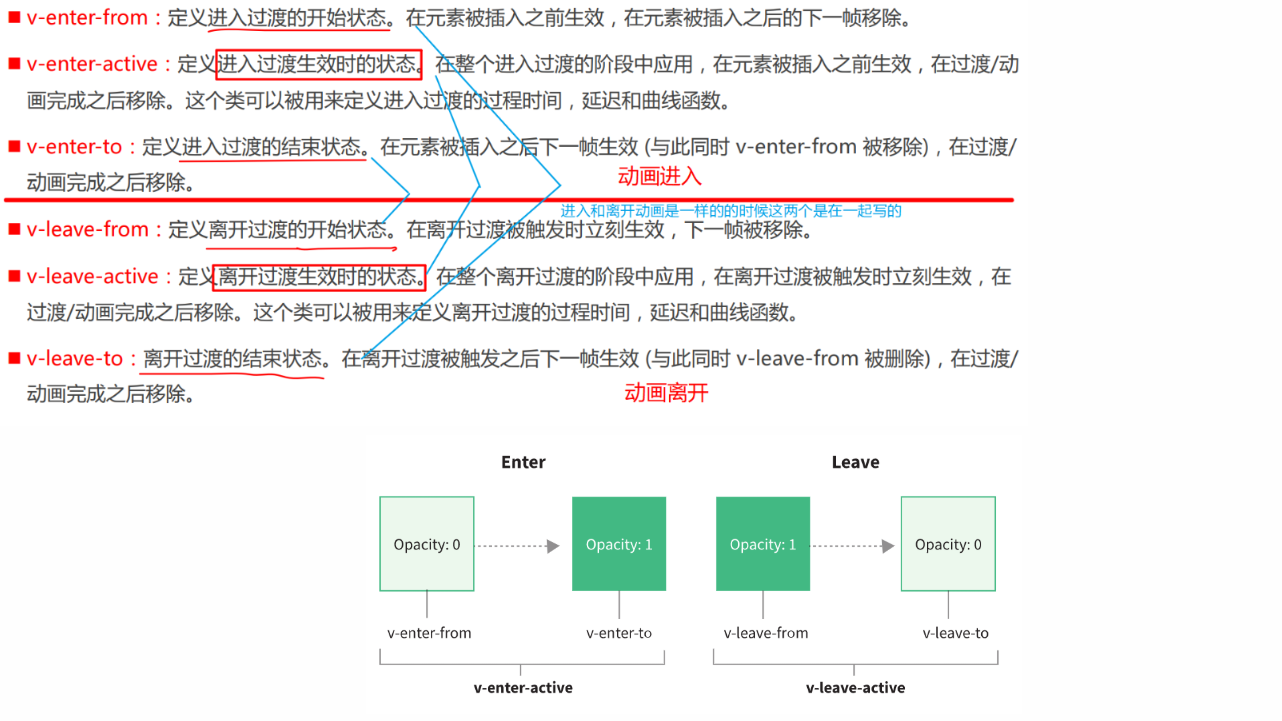 v-enter-from：定义进入过渡的开始状态。在元素被插入之前生效，在元素被插入之后的下一帧移除。
v-enter-active：定义进入过渡生效时的状态。在整个进入过渡的阶段中应用，在元素被插入之前生效，在过渡/动
画完成之后移除。这个类可以被用来定义进入过渡的过程时间，延迟和曲线函数。
v-enter-to：定义进入过渡的结束状态。在元素被插入之后下一帧生效 (与此同时 v-enter-from 被移除)，在过渡/
动画完成之后移除。
动画进入
进入和离开动画是一样的的时候这两个是在一起写的
v-leave-from：定义离开过渡的开始状态。在离开过渡被触发时立刻生效，下一帧被移除。
v-leave-active：定义离开过渡生效时的状态。在整个离开过渡的阶段中应用，在离开过渡被触发时立刻生效，在
过渡/动画完成之后移除。这个类可以被用来定义离开过渡的过程时间，延迟和曲线函数。
v-leave-to：离开过渡的结束状态。在离开过渡被触发之后下一帧生效 (与此同时 v-leave-from 被删除)，在过渡/
动画完成之后移除。
动画离开
Enter
Leave
Opacity: 0
Opacity: 1
Opacity: 1
Opacity: 0
v-enter-from
v-enter-to
v-leave-from
v-leave-to
v-enter-active
v-leave-active